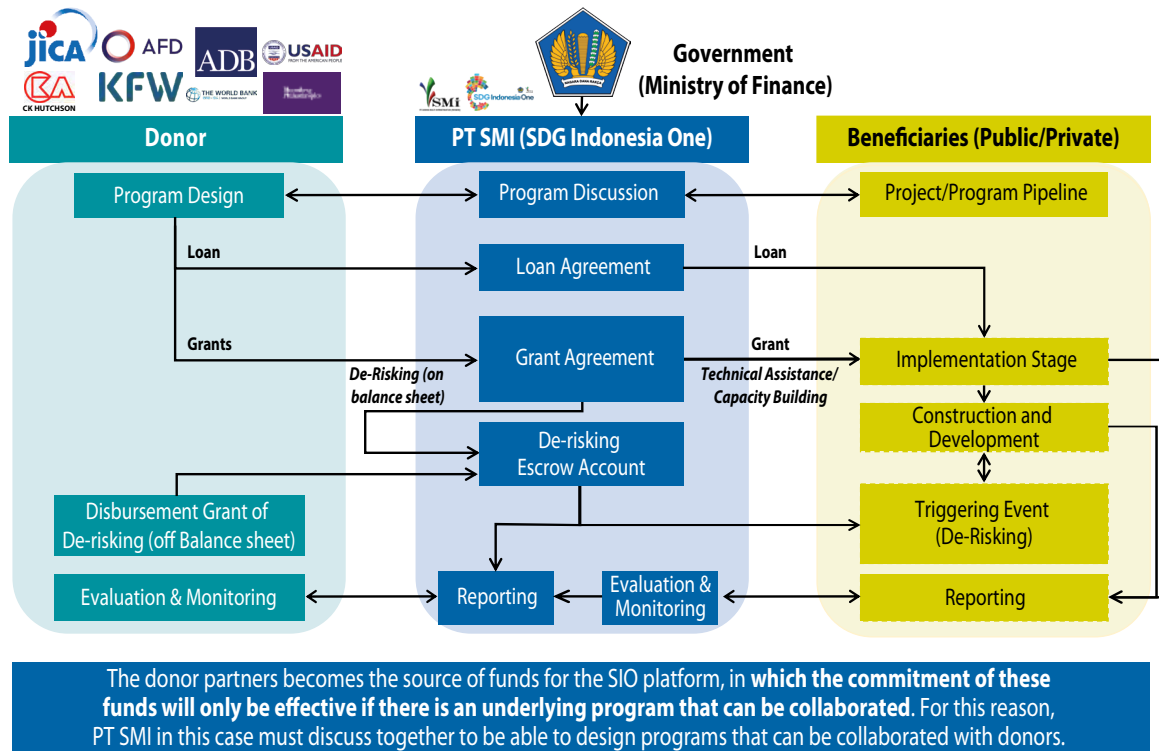 jica
AFD
ADB
USAID
FROM THE AMERICAN PEOPLE
CK HUTCHSON
KFW
THE WORLD BANK
SMi
SDG Indonesia One
Government
(Ministry of Finance)
Donor
PT SMI (SDG Indonesia One)
Beneficiaries (Public/Private)
Program Design
Program Discussion
Project/Program Pipeline
Loan
Loan Agreement
Loan
Grants
Grant Agreement
Grant
Technical Assistance/
Capacity Building
Implementation Stage
De-Risking (on
balance sheet)
Construction and
Development
De-risking
Escrow Account
Disbursement Grant of
De-risking (off Balance sheet)
Triggering Event
(De-Risking)
Evaluation & Monitoring
Reporting
Evaluation &
Monitoring
Reporting
The donor partners becomes the source of funds for the SIO platform, in which the commitment of these
funds will only be effective if there is an underlying program that can be collaborated. For this reason,
PT SMI in this case must discuss together to be able to design programs that can be collaborated with donors.